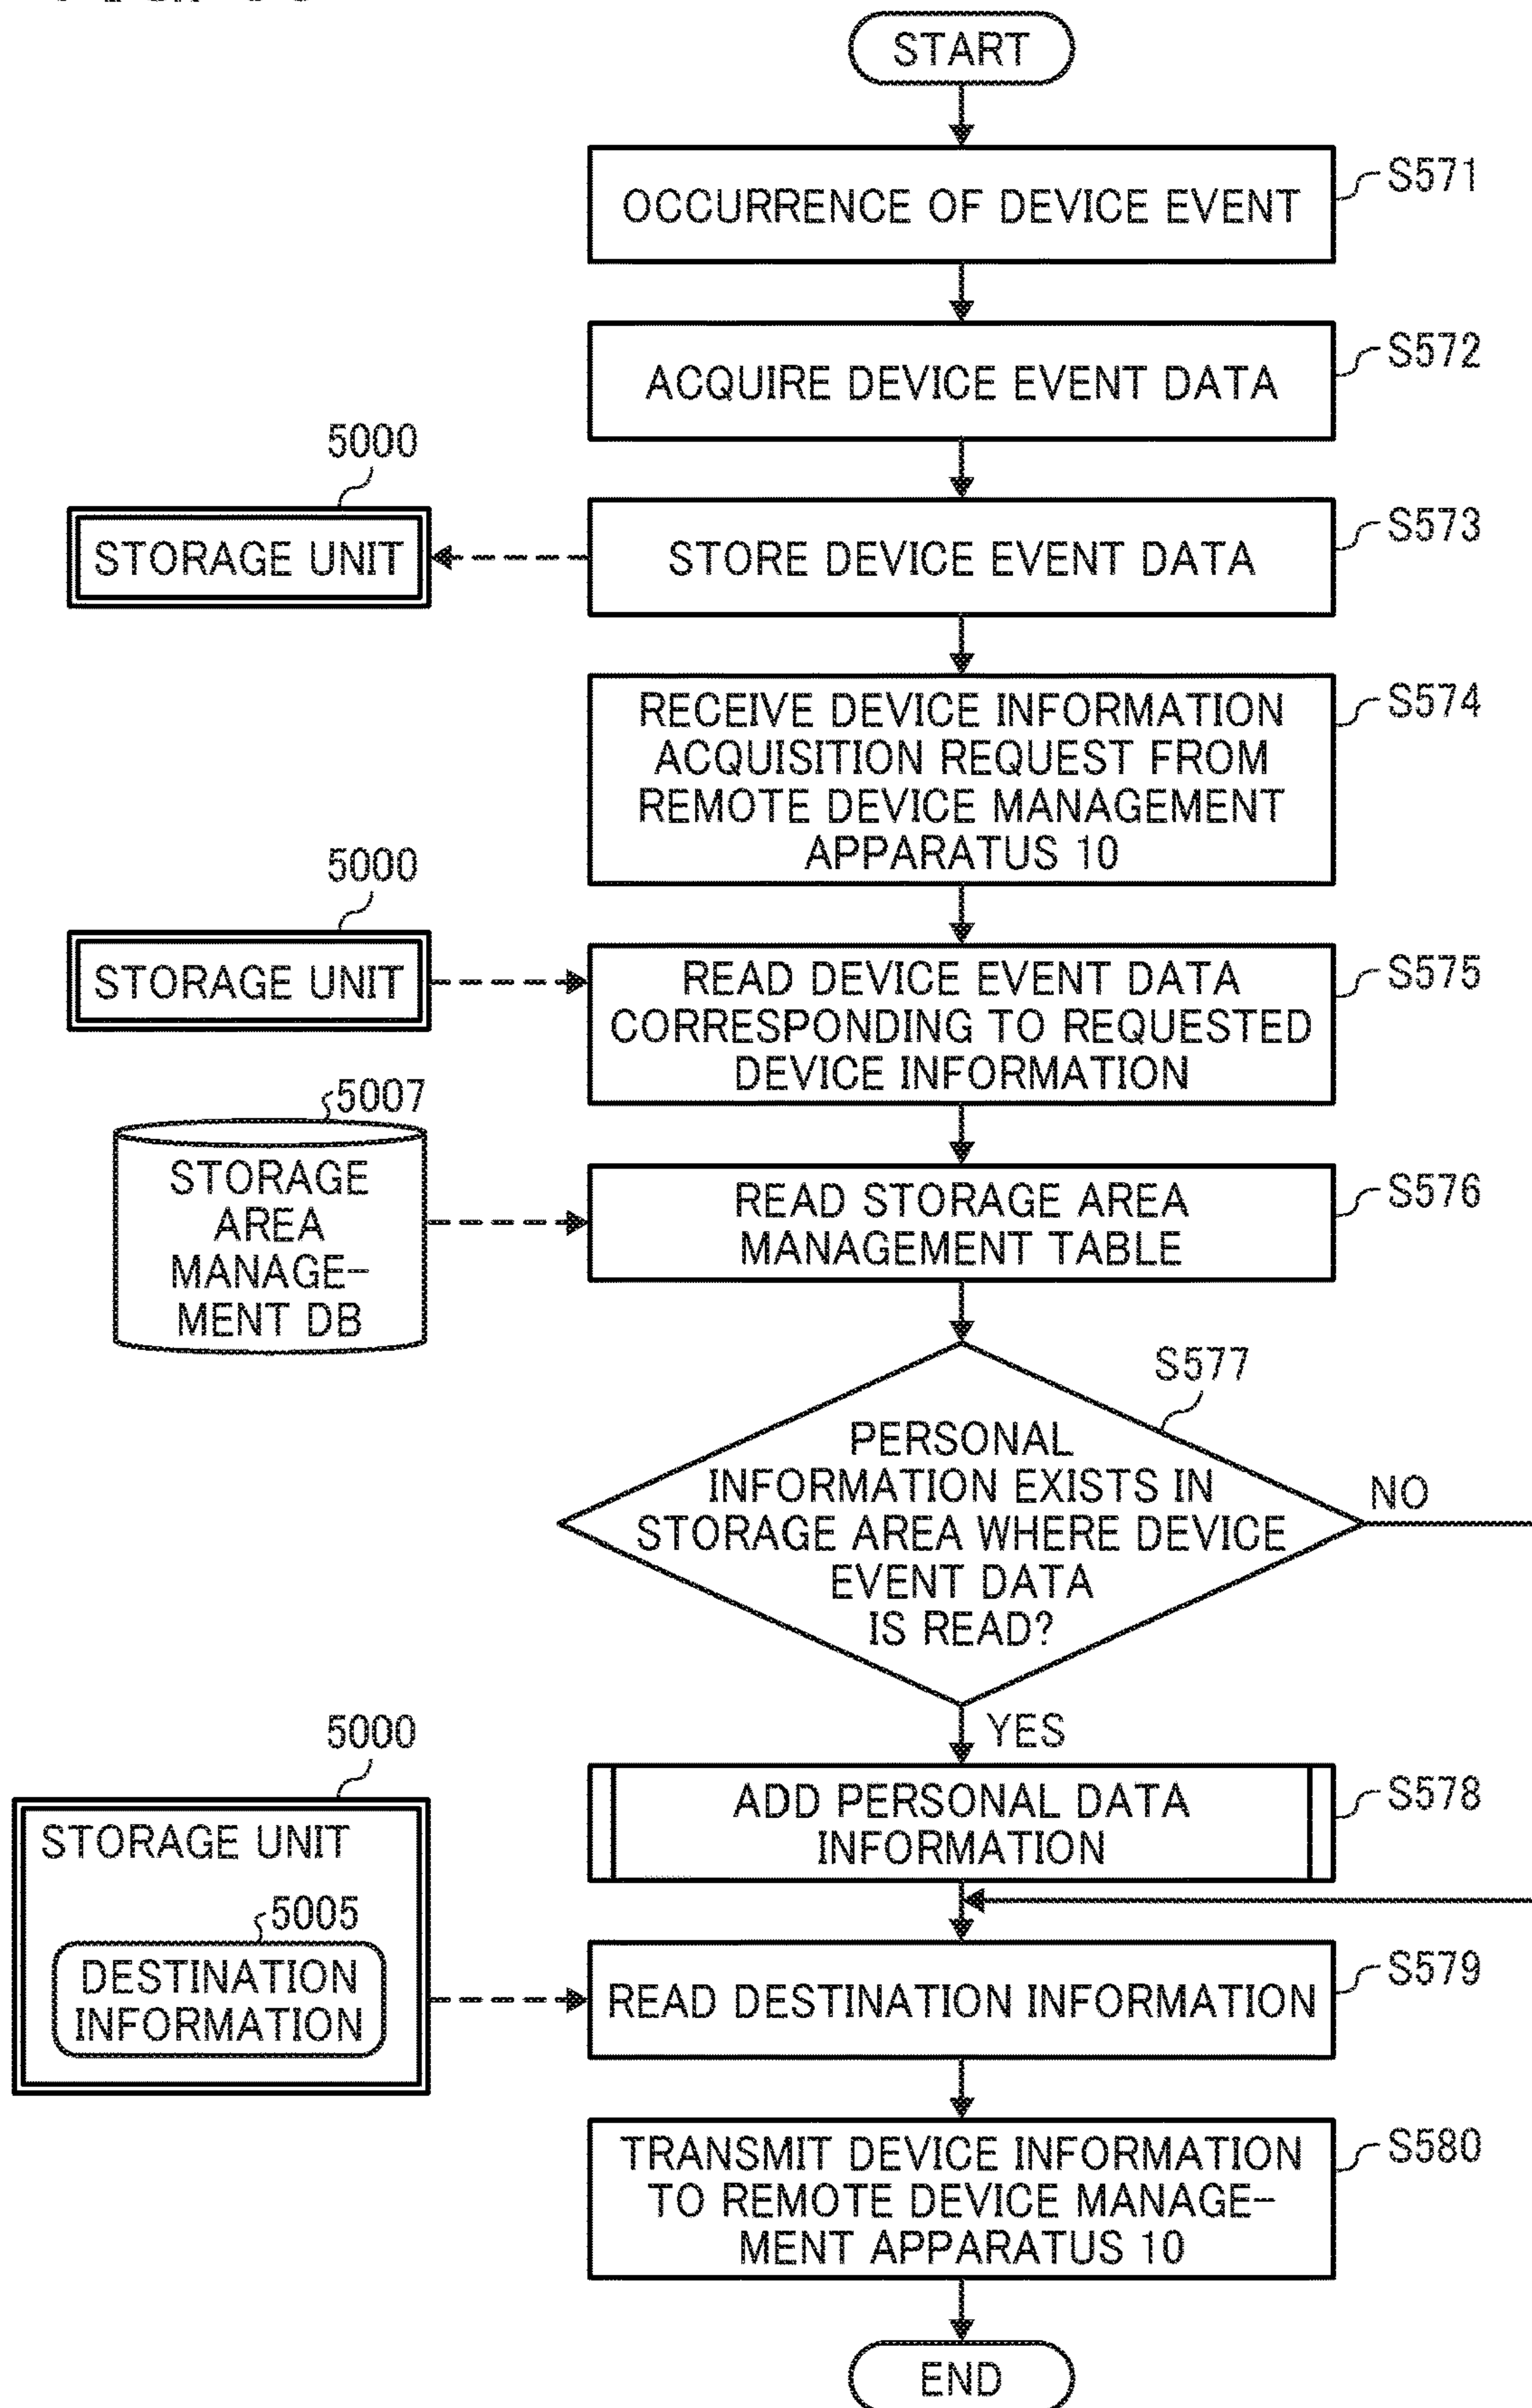 START
OCCURRENCE OF DEVICE EVENT
S571
ACQUIRE DEVICE EVENT DATA
S572
5000
STORAGE UNIT
STORE DEVICE EVENT DATA
S573
RECEIVE DEVICE INFORMATION
ACQUISITION REQUEST FROM
REMOTE DEVICE MANAGEMENT
APPARATUS 10
S574
5000
STORAGE UNIT
READ DEVICE EVENT DATA
CORRESPONDING TO REQUESTED
DEVICE INFORMATION
S575
5007
STORAGE
AREA
MANAGE-
MENT DB
READ STORAGE AREA
MANAGEMENT TABLE
S576
S577
PERSONAL
INFORMATION EXISTS IN
STORAGE AREA WHERE DEVICE
EVENT DATA
IS READ?
NO
YES
ADD PERSONAL DATA
INFORMATION
S578
5000
STORAGE UNIT
5005
DESTINATION
INFORMATION
READ DESTINATION INFORMATION
S579
TRANSMIT DEVICE INFORMATION
TO REMOTE DEVICE MANAGE-
MENT APPARATUS 10
S580
END